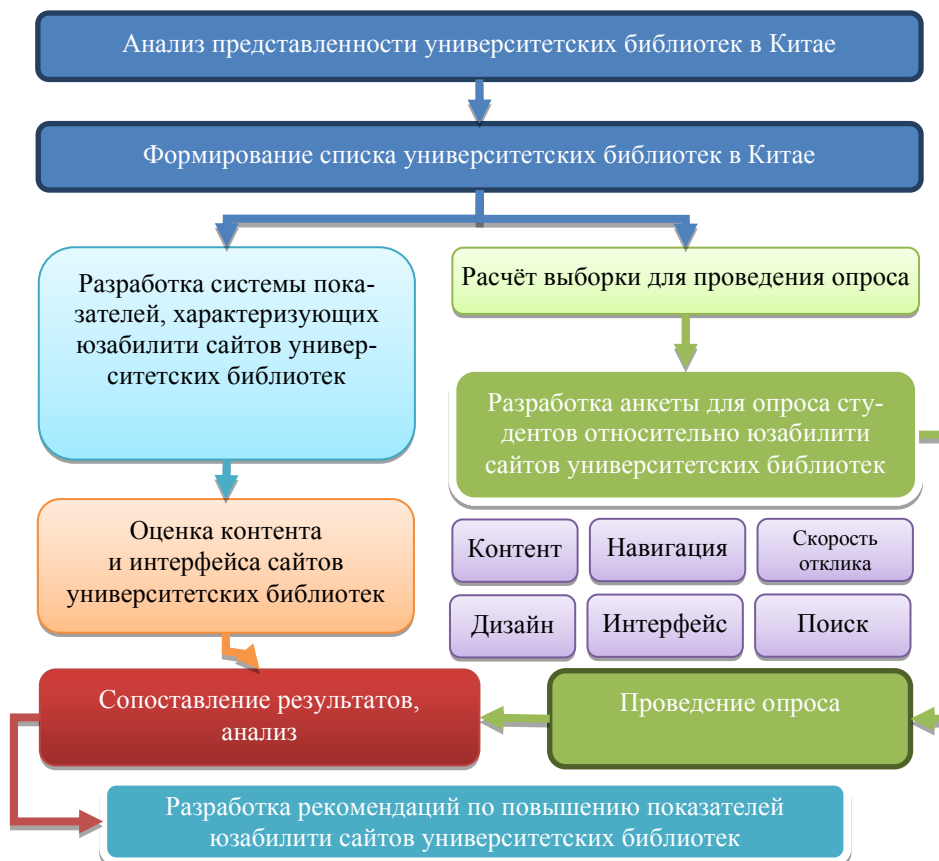 Анализ представленности университетских библиотек в Китае
Формирование списка университетских библиотек в Китае
Разработка системы пока-
зателей, характеризующих
юзабилити сайтов универ-
ситетских библиотек
Расчёт выборки для проведения опроса
Разработка анкеты для опроса сту-
дентов относительно юзабилити
сайтов университетских библиотек
Оценка контента
и интерфейса сайтов
университетских библиотек
Контент
Навигация
Скорость
отклика
Дизайн
Интерфейс
Поиск
Сопоставление результатов,
анализ
Проведение опроса
Разработка рекомендаций по повышению показателей
юзабилити сайтов университетских библиотек